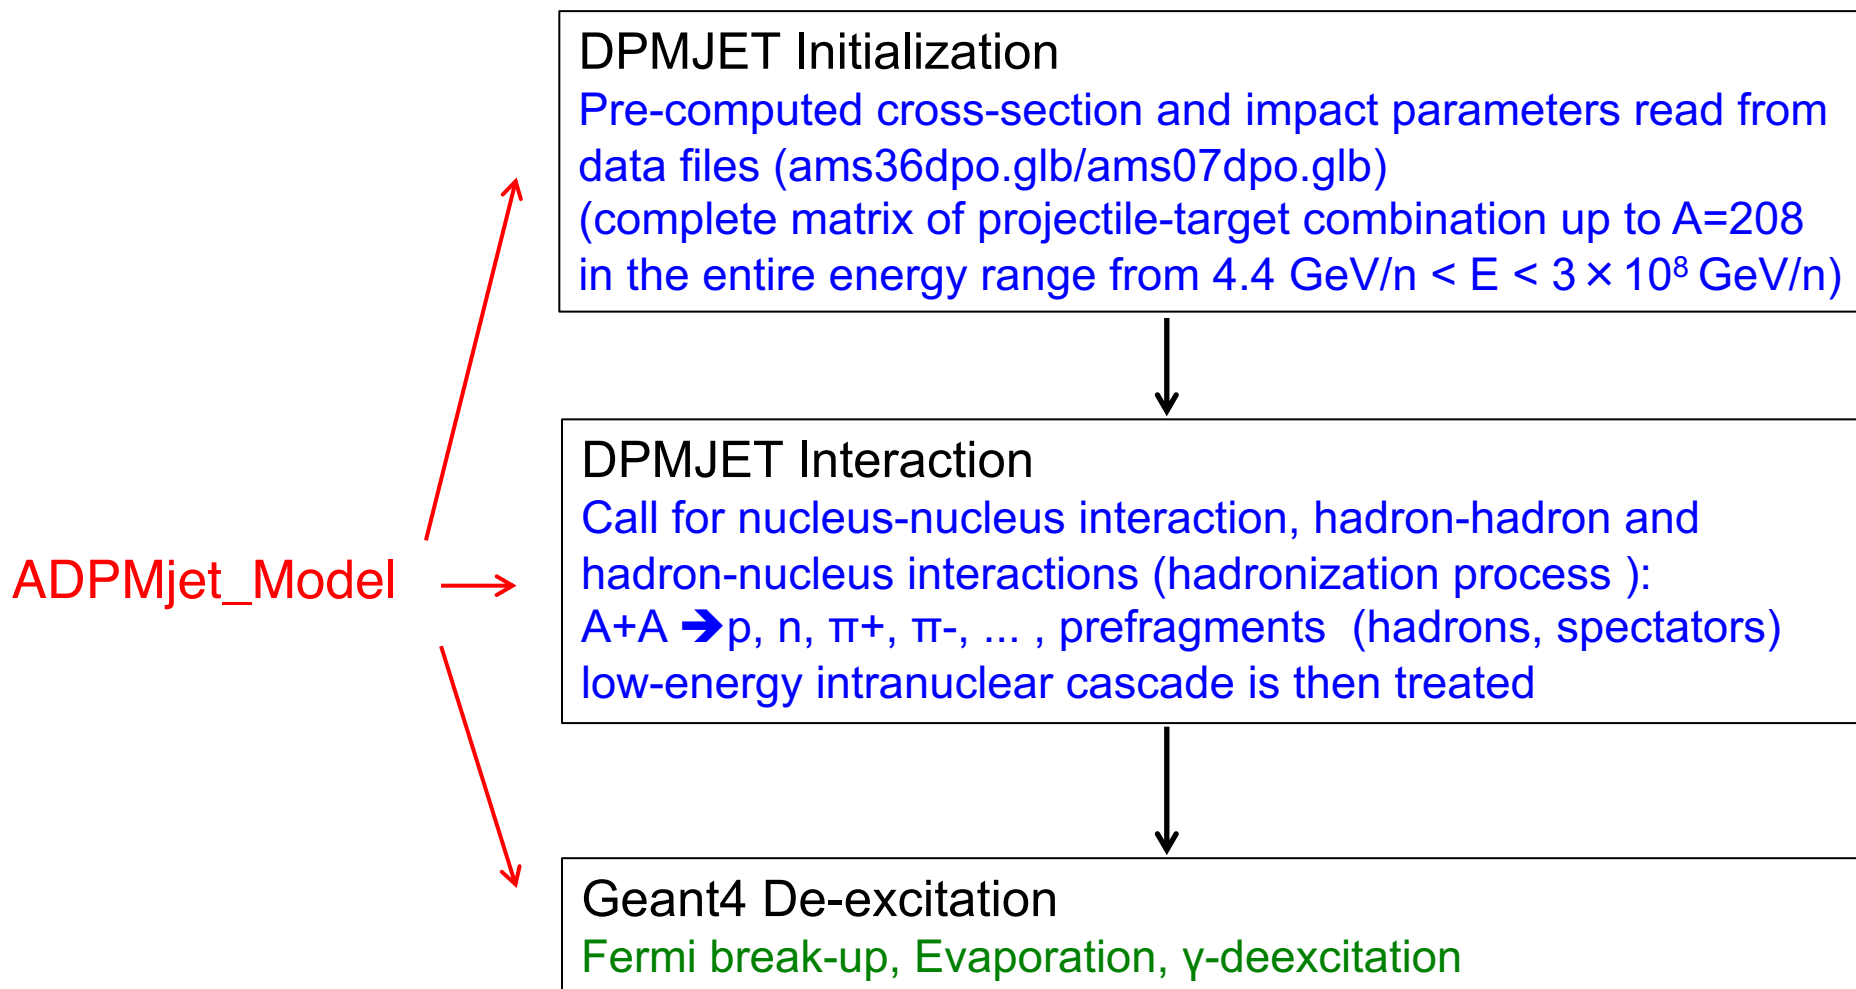 DPMJET Initialization
Pre-computed cross-section and impact parameters read from
data files (ams36dpo.glb/ams07dpo.glb)
(complete matrix of projectile-target combination up to A=208
in the entire energy range from 4.4 GeV/n < E < 3 × 10⁸ GeV/n)
DPMJET Interaction
Call for nucleus-nucleus interaction, hadron-hadron and
hadron-nucleus interactions (hadronization process ):
A+A ➔p, n, π+, π-, ... , prefragments (hadrons, spectators)
low-energy intranuclear cascade is then treated
ADPMjet_Model
Geant4 De-excitation
Fermi break-up, Evaporation, γ-deexcitation